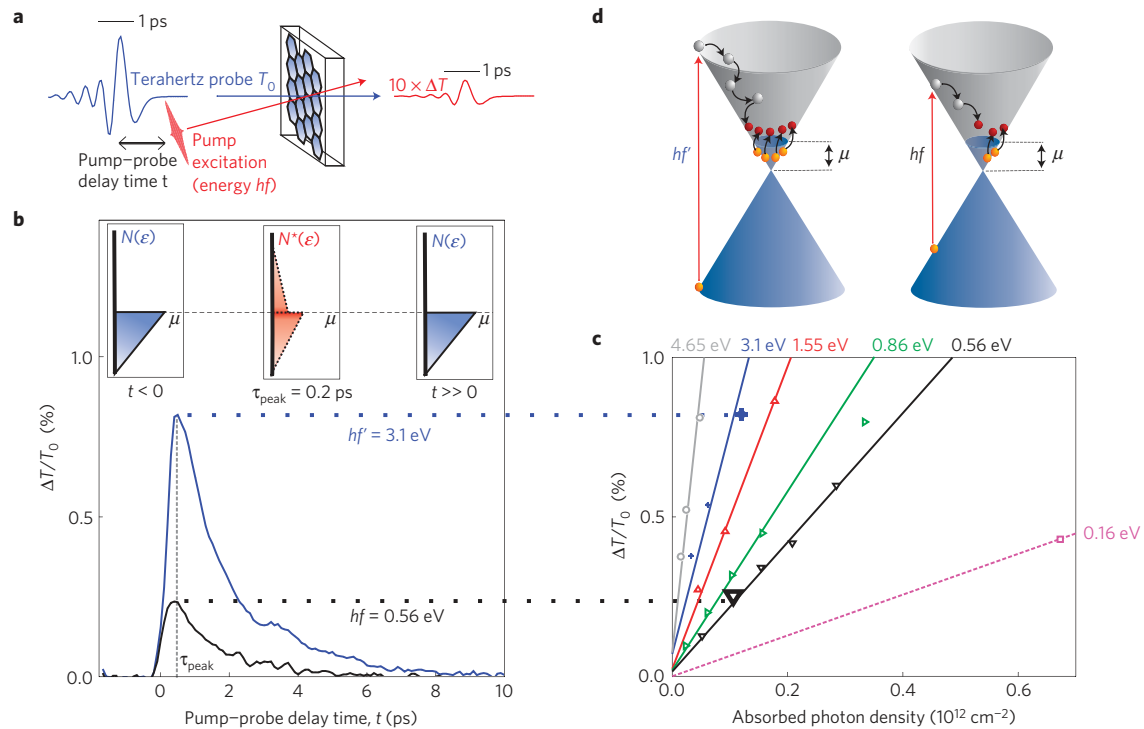 a
1 ps
Terahertz probe T₀
10 × ΔT
1 ps
Pump
excitation
(energy hf)
Pump–probe
delay time t
b
N(ε)
N*(ε)
N(ε)
μ
μ
μ
t < 0
τpeak = 0.2 ps
t >> 0
1.0
0.5
0.0
ΔT/T₀ (%)
hf′ = 3.1 eV
hf = 0.56 eV
τpeak
0
2
4
6
8
10
Pump–probe delay time, t (ps)
d
hf′
μ
hf
μ
c
4.65 eV
3.1 eV
1.55 eV
0.86 eV
0.56 eV
1.0
0.5
0.0
ΔT/T₀ (%)
0.16 eV
0.0
0.2
0.4
0.6
Absorbed photon density (10¹² cm⁻²)